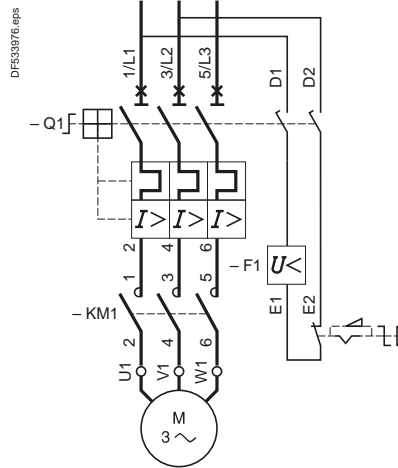 DF533976.eps
1/L1
3/L2
5/L3
D1
D2
– Q1
I >
I >
I >
2
4
6
– F1
U<
1
3
5
E1
E2
– KM1
2
4
6
U1
V1
W1
M
3